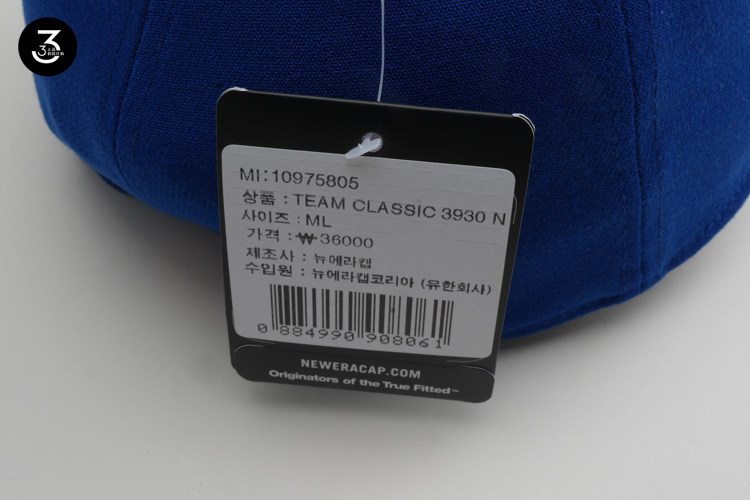 33
MI:10975805
상품 : TEAM CLASSIC 3930 N
사이즈 : ML
가격 : ₩36000
제조사 : 뉴에라캡
수입원 : 뉴에라캡코리아 (유한회사)
0 884990 908061
NEWERACAP.COM
Originators of the True Fitted™